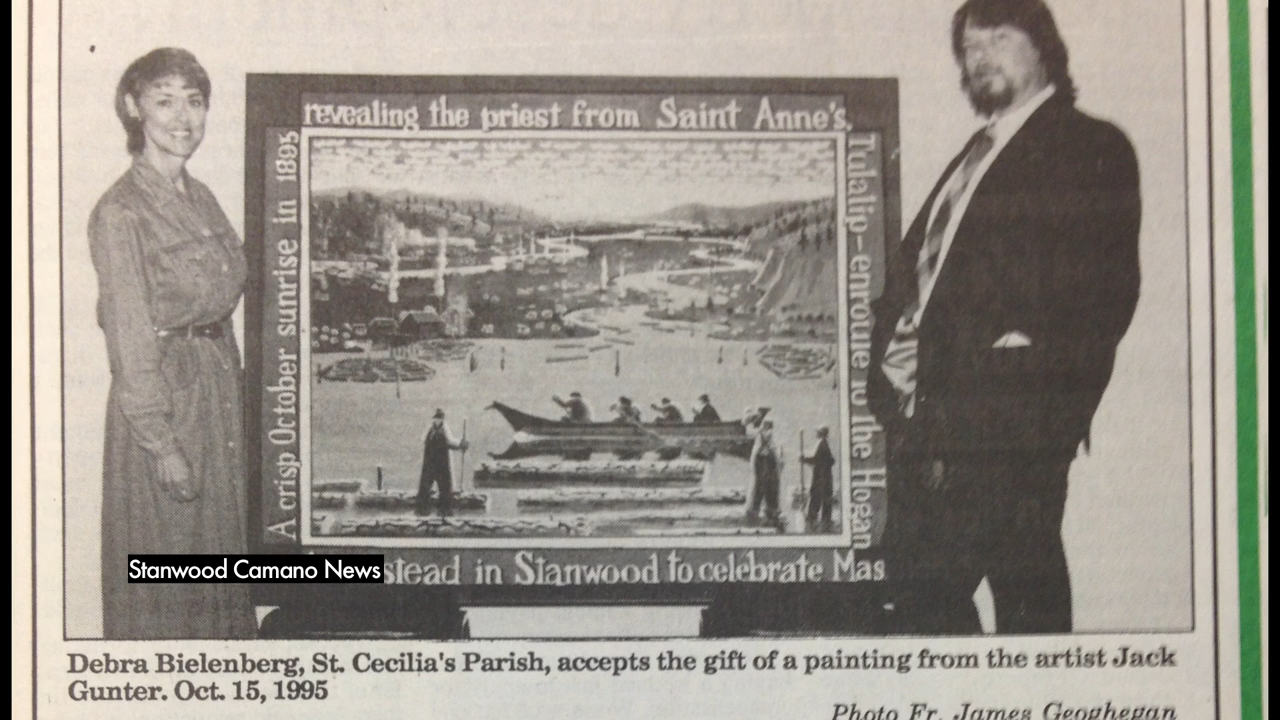 revealing the priest from Saint Anne's,
A crisp October sunrise in 1895
Tulalip-enroute to the Hogan
Stanwood Camano News
stead in Stanwood to celebrate Mas
Debra Bielenberg, St. Cecilia's Parish, accepts the gift of a painting from the artist Jack
Gunter. Oct. 15, 1995
Photo Fr. James Geoghegan